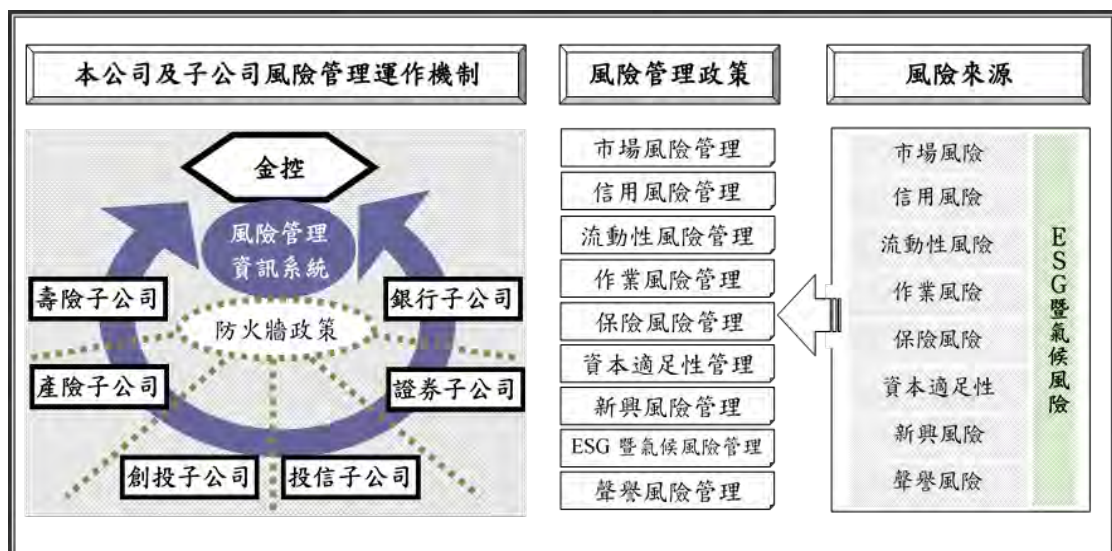 本公司及子公司風險管理運作機制
風險管理政策
風險來源
金控
風險管理
資訊系統
防火牆政策
壽險子公司
銀行子公司
產險子公司
證券子公司
創投子公司
投信子公司
市場風險管理
信用風險管理
流動性風險管理
作業風險管理
保險風險管理
資本適足性管理
新興風險管理
ESG 暨氣候風險管理
聲譽風險管理
市場風險
信用風險
流動性風險
作業風險
保險風險
資本適足性
新興風險
聲譽風險
ESG暨氣候風險